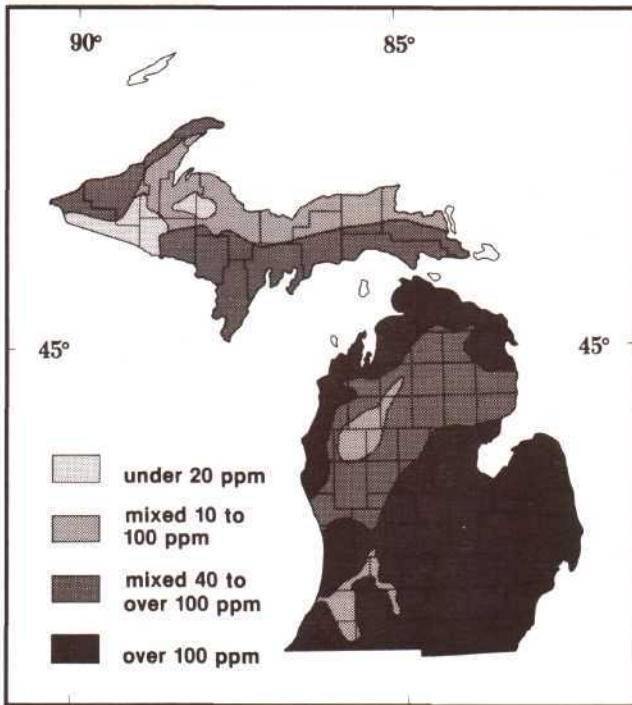 90°
85°
45°
45°
under 20 ppm
mixed 10 to
100 ppm
mixed 40 to
over 100 ppm
over 100 ppm